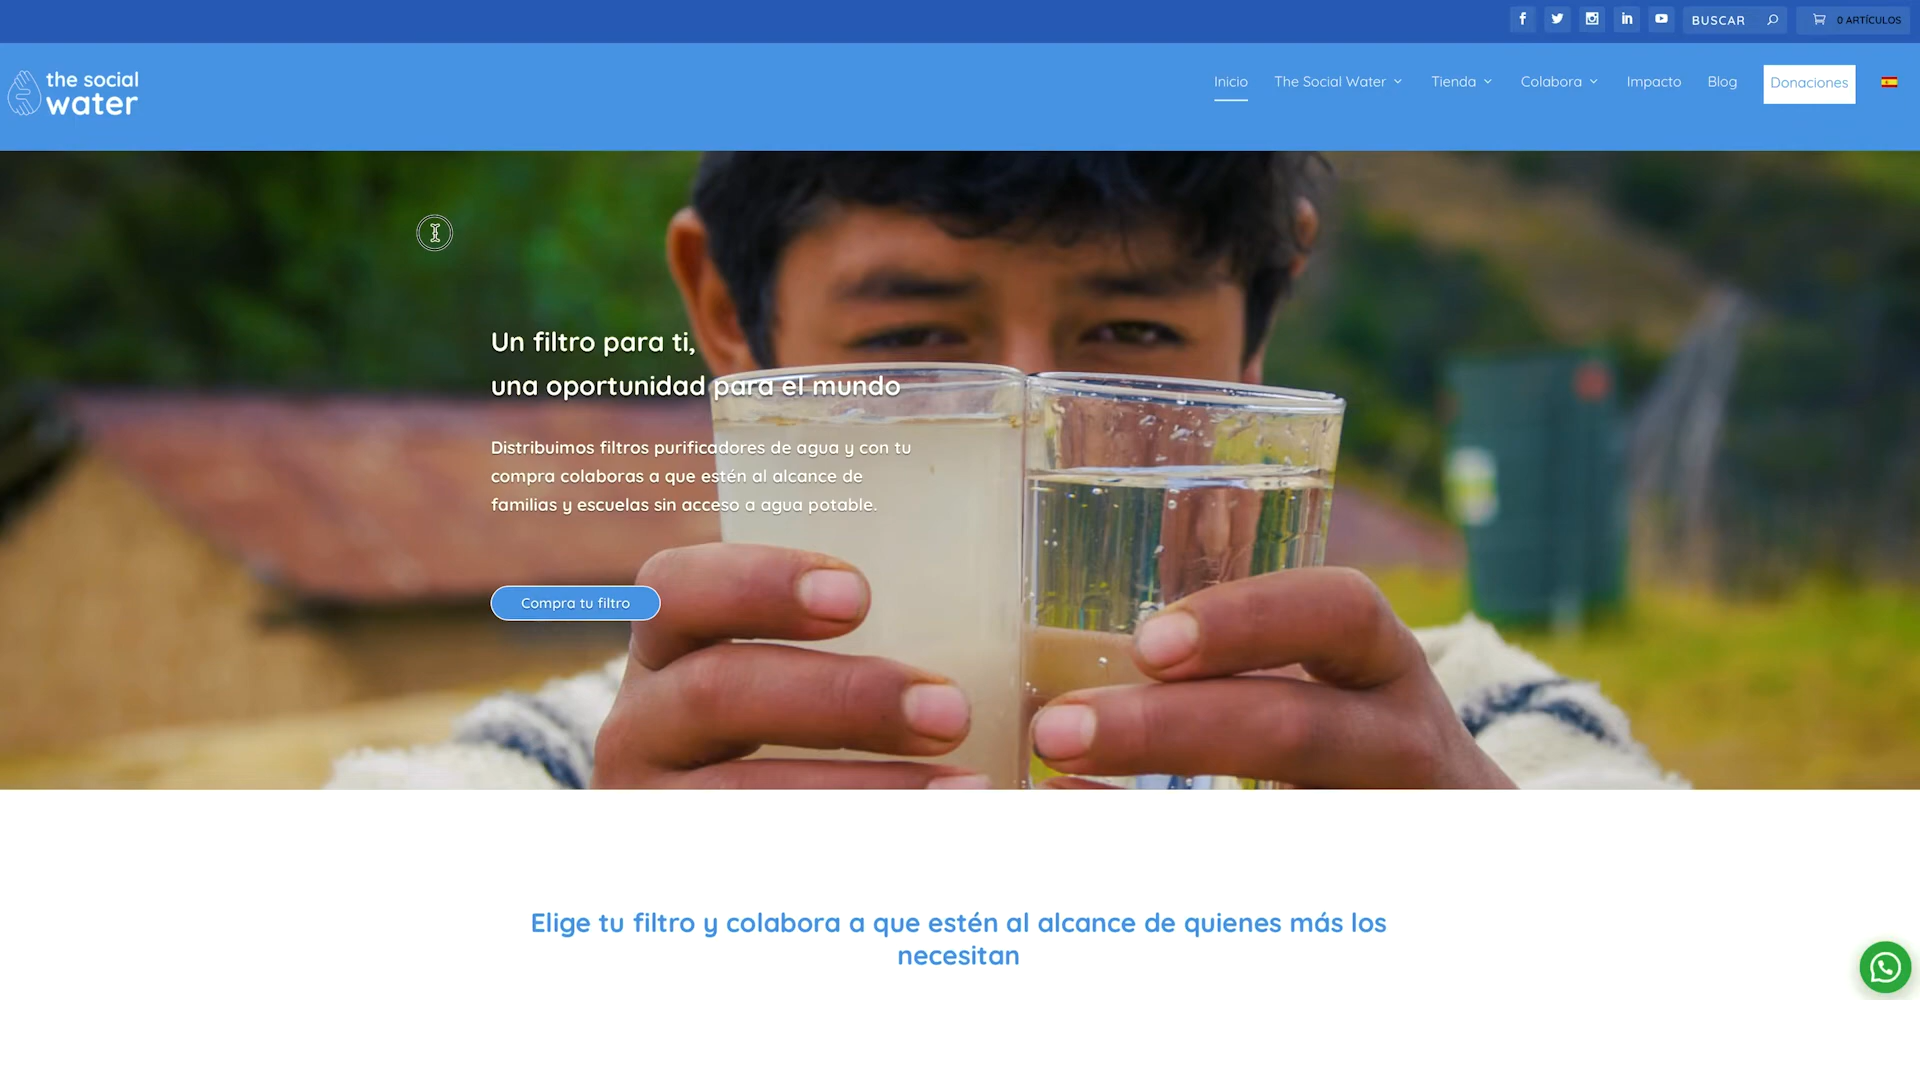 BUSCAR
0 ARTÍCULOS
the social
water
Inicio
The Social Water
Tienda
Colabora
Impacto
Blog
Donaciones
Un filtro para ti,
una oportunidad para el mundo
Distribuimos filtros purificadores de agua y con tu
compra colaboras a que estén al alcance de
familias y escuelas sin acceso a agua potable.
Compra tu filtro
Elige tu filtro y colabora a que estén al alcance de quienes más los
necesitan